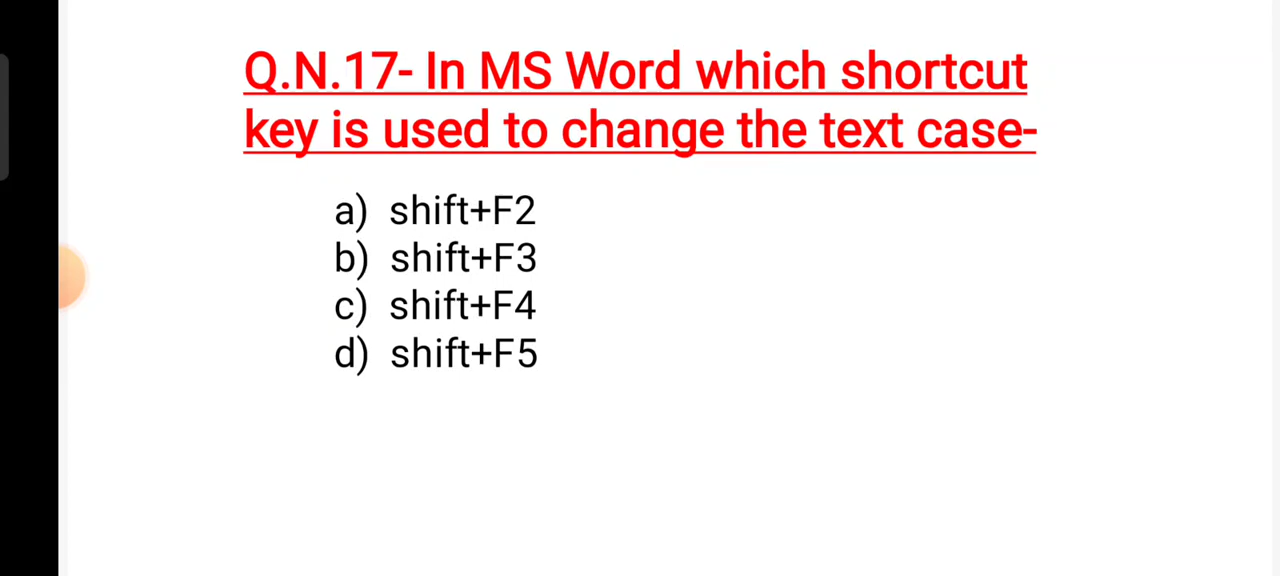 Q.N.17- In MS Word which shortcut
key is used to change the text case-
a) shift+F2
b) shift+F3
c) shift+F4
d) shift+F5